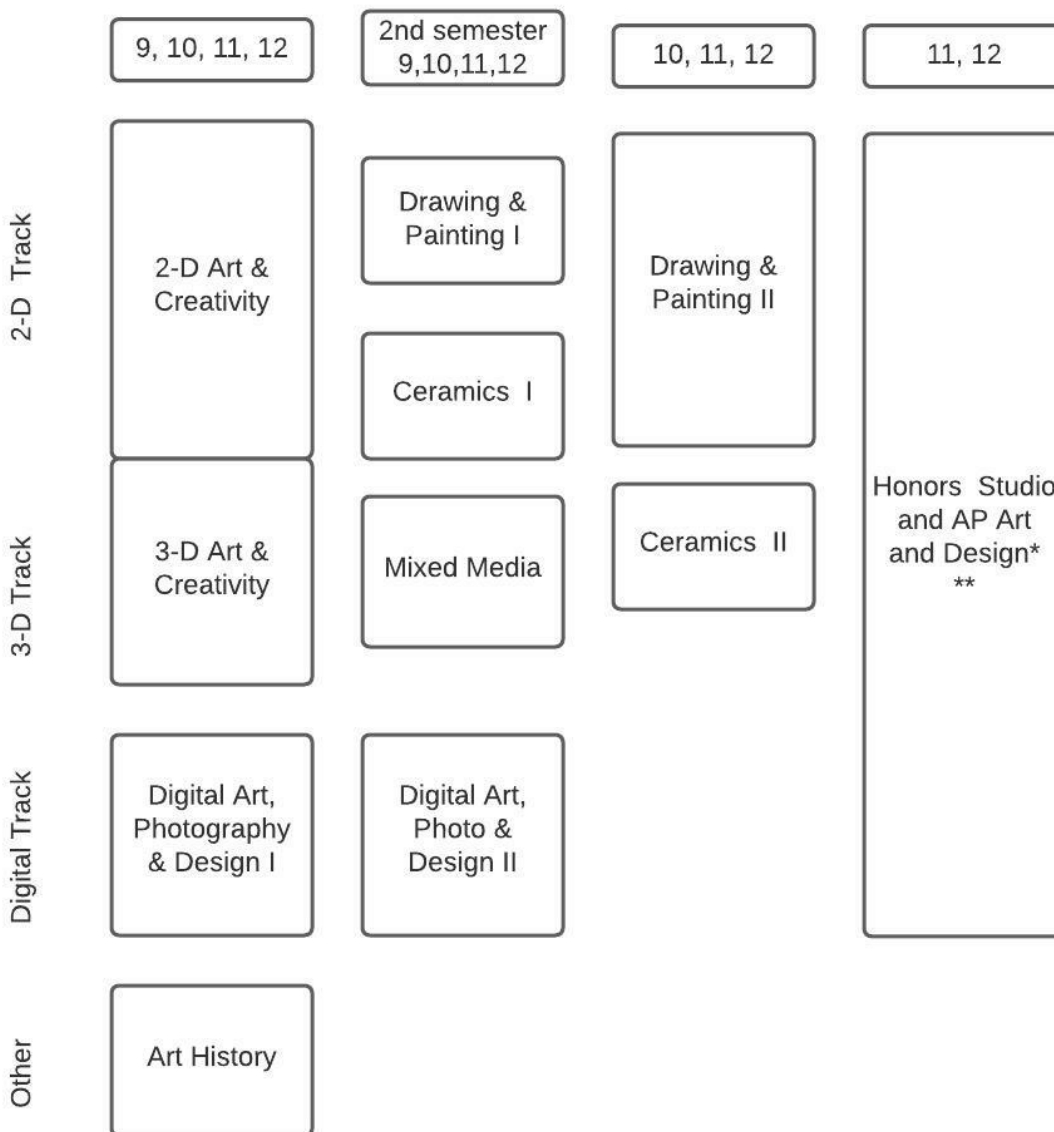 9, 10, 11, 12
2nd semester
9,10,11,12
10, 11, 12
11, 12
2-D Track
2-D Art &
Creativity
Drawing &
Painting I
Ceramics I
Drawing &
Painting II
3-D Track
3-D Art &
Creativity
Mixed Media
Ceramics II
Honors Studio
and AP Art
and Design*
**
Digital Track
Digital Art,
Photography
& Design I
Digital Art,
Photo &
Design II
Other
Art History